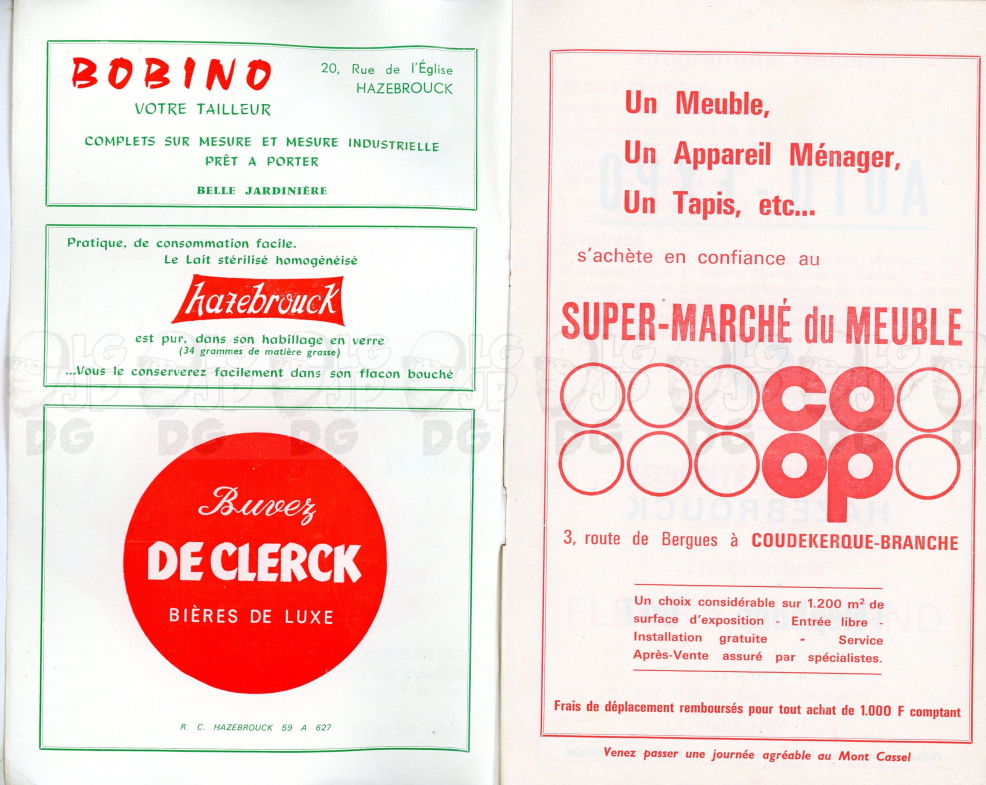 BOBINO
20, Rue de l'Église
HAZEBROUCK
VOTRE TAILLEUR
COMPLETS SUR MESURE ET MESURE INDUSTRIELLE
PRÊT A PORTER
BELLE JARDINIÈRE
Pratique, de consommation facile.
Le Lait stérilisé homogénéisé
hazebrouck
est pur, dans son habillage en verre
(34 grammes de matière grasse)
...Vous le conserverez facilement dans son flacon bouché
Buvez
DE CLERCK
BIÈRES DE LUXE
R. C. HAZEBROUCK 59 A 627
Un Meuble,
Un Appareil Ménager,
Un Tapis, etc...
s'achète en confiance au
SUPER-MARCHÉ du MEUBLE
CO
OP
3, route de Bergues à COUDEKERQUE-BRANCHE
Un choix considérable sur 1.200 m² de
surface d'exposition - Entrée libre -
Installation gratuite - Service
Après-Vente assuré par spécialistes.
Frais de déplacement remboursés pour tout achat de 1.000 F comptant
Venez passer une journée agréable au Mont Cassel